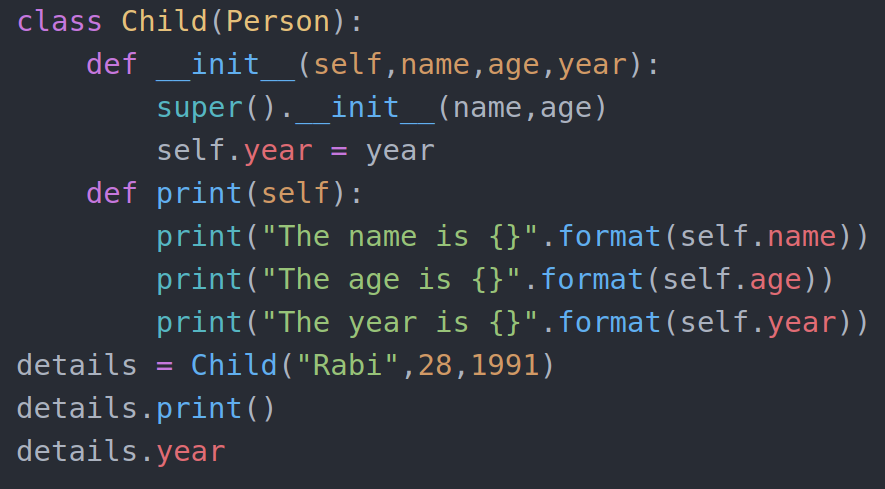 class Child(Person):
    def __init__(self,name,age,year):
        super().__init__(name,age)
        self.year = year
    def print(self):
        print("The name is {}".format(self.name))
        print("The age is {}".format(self.age))
        print("The year is {}".format(self.year))
details = Child("Rabi",28,1991)
details.print()
details.year